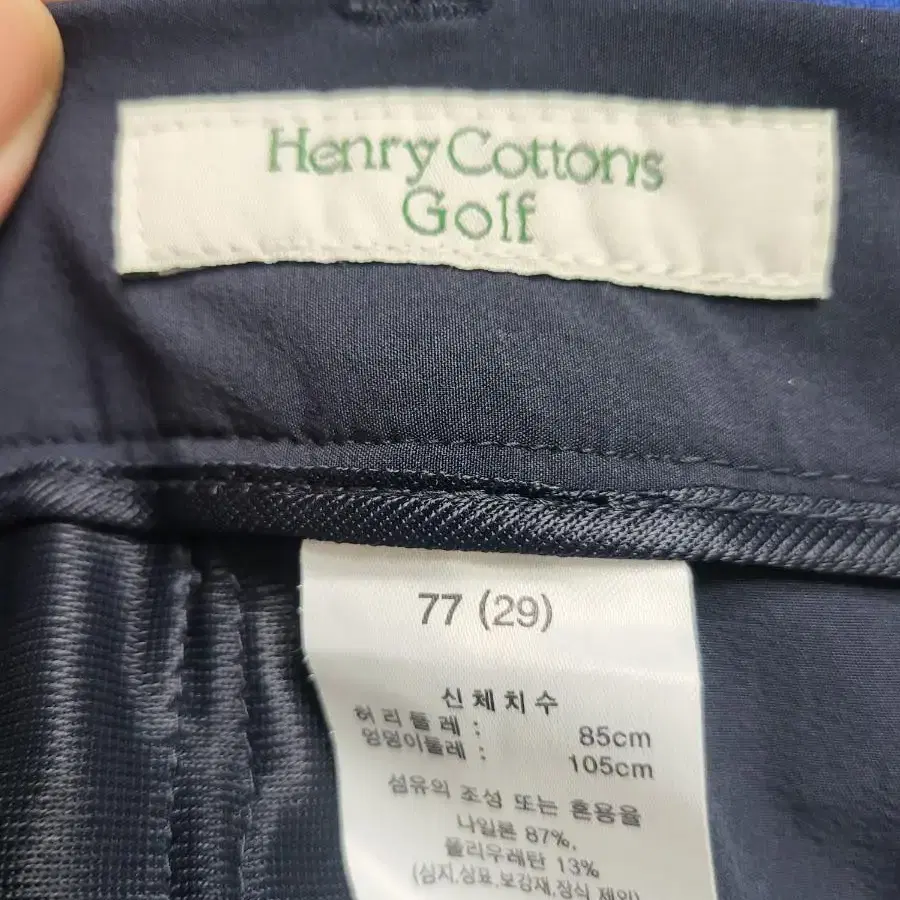 Henry Cottons
Golf
77 (29)
신체치수
허리둘레 : 85cm
엉덩이둘레 : 105cm
섬유의 조성 또는 혼용율
나일론 87%,
폴리우레탄 13%
(심지,상표,보강재,장식 제외)